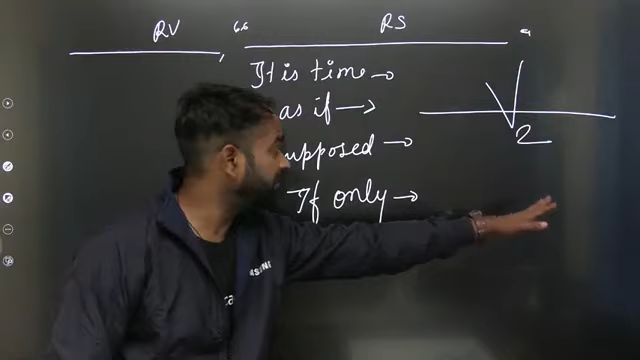 RV , “ RS ”
It is time →
as if →
upposed →
If only →
V2